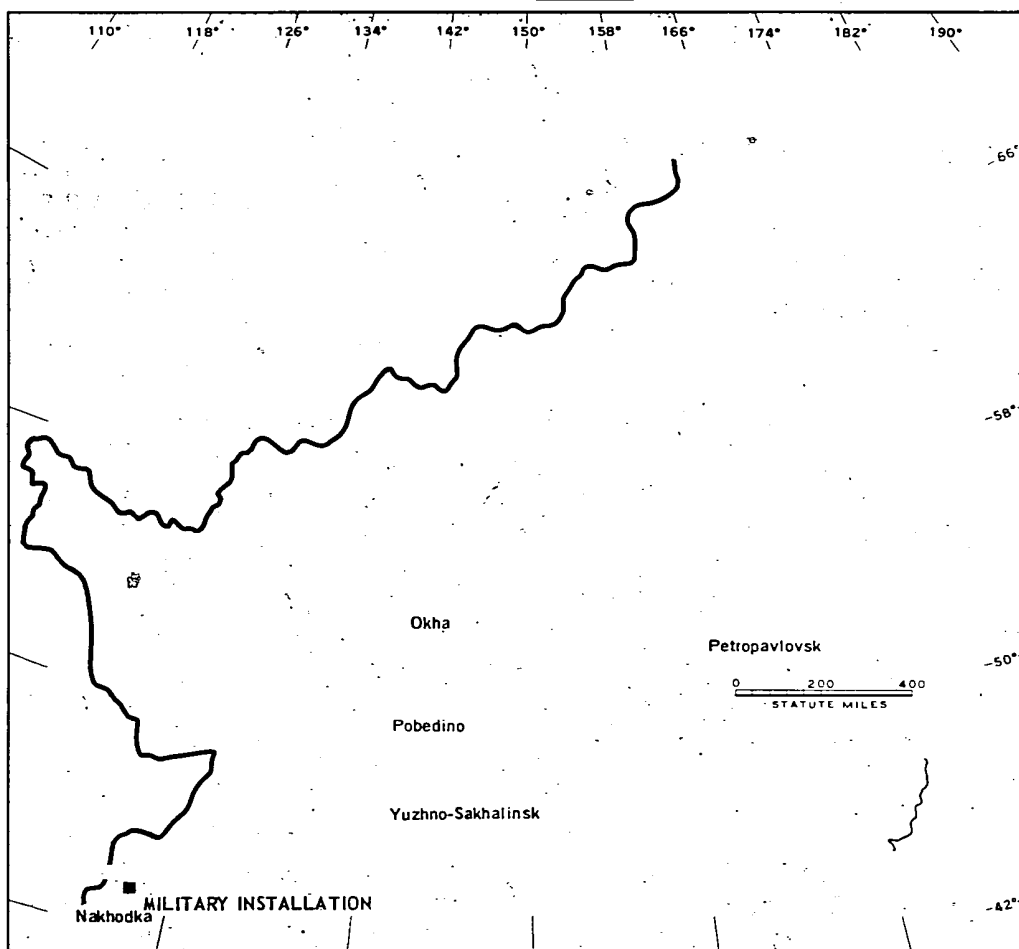 110° 118° 126° 134° 142° 150° 158° 166° 174° 182° 190°
66°
58°
Okha
Petropavlovsk
50°
0 200 400
STATUTE MILES
Pobedino
Yuzhno-Sakhalinsk
MILITARY INSTALLATION
42°
Nakhodka